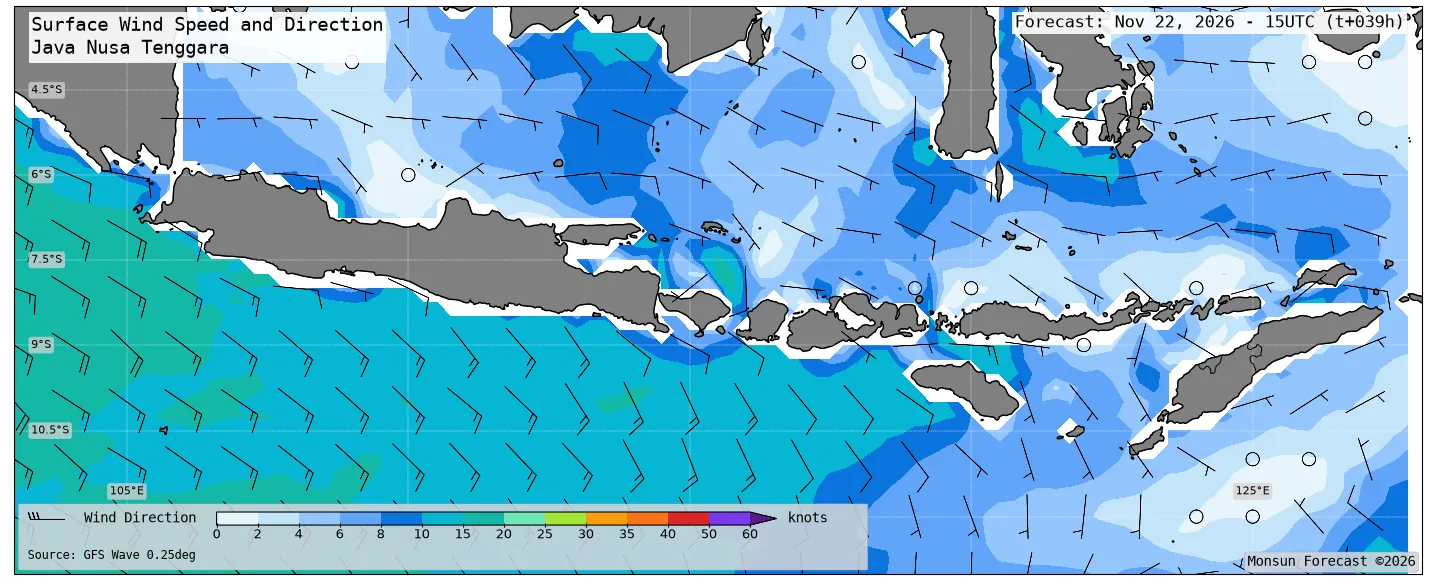 Surface Wind Speed and Direction
Java Nusa Tenggara
Forecast: Nov 22, 2026 - 15UTC (t+039h)
4.5°S
6°S
7.5°S
9°S
10.5°S
105°E
125°E
Wind Direction
0 2 4 6 8 10 15 20 25 30 35 40 50 60
knots
Source: GFS Wave 0.25deg
Monsun Forecast ©2026